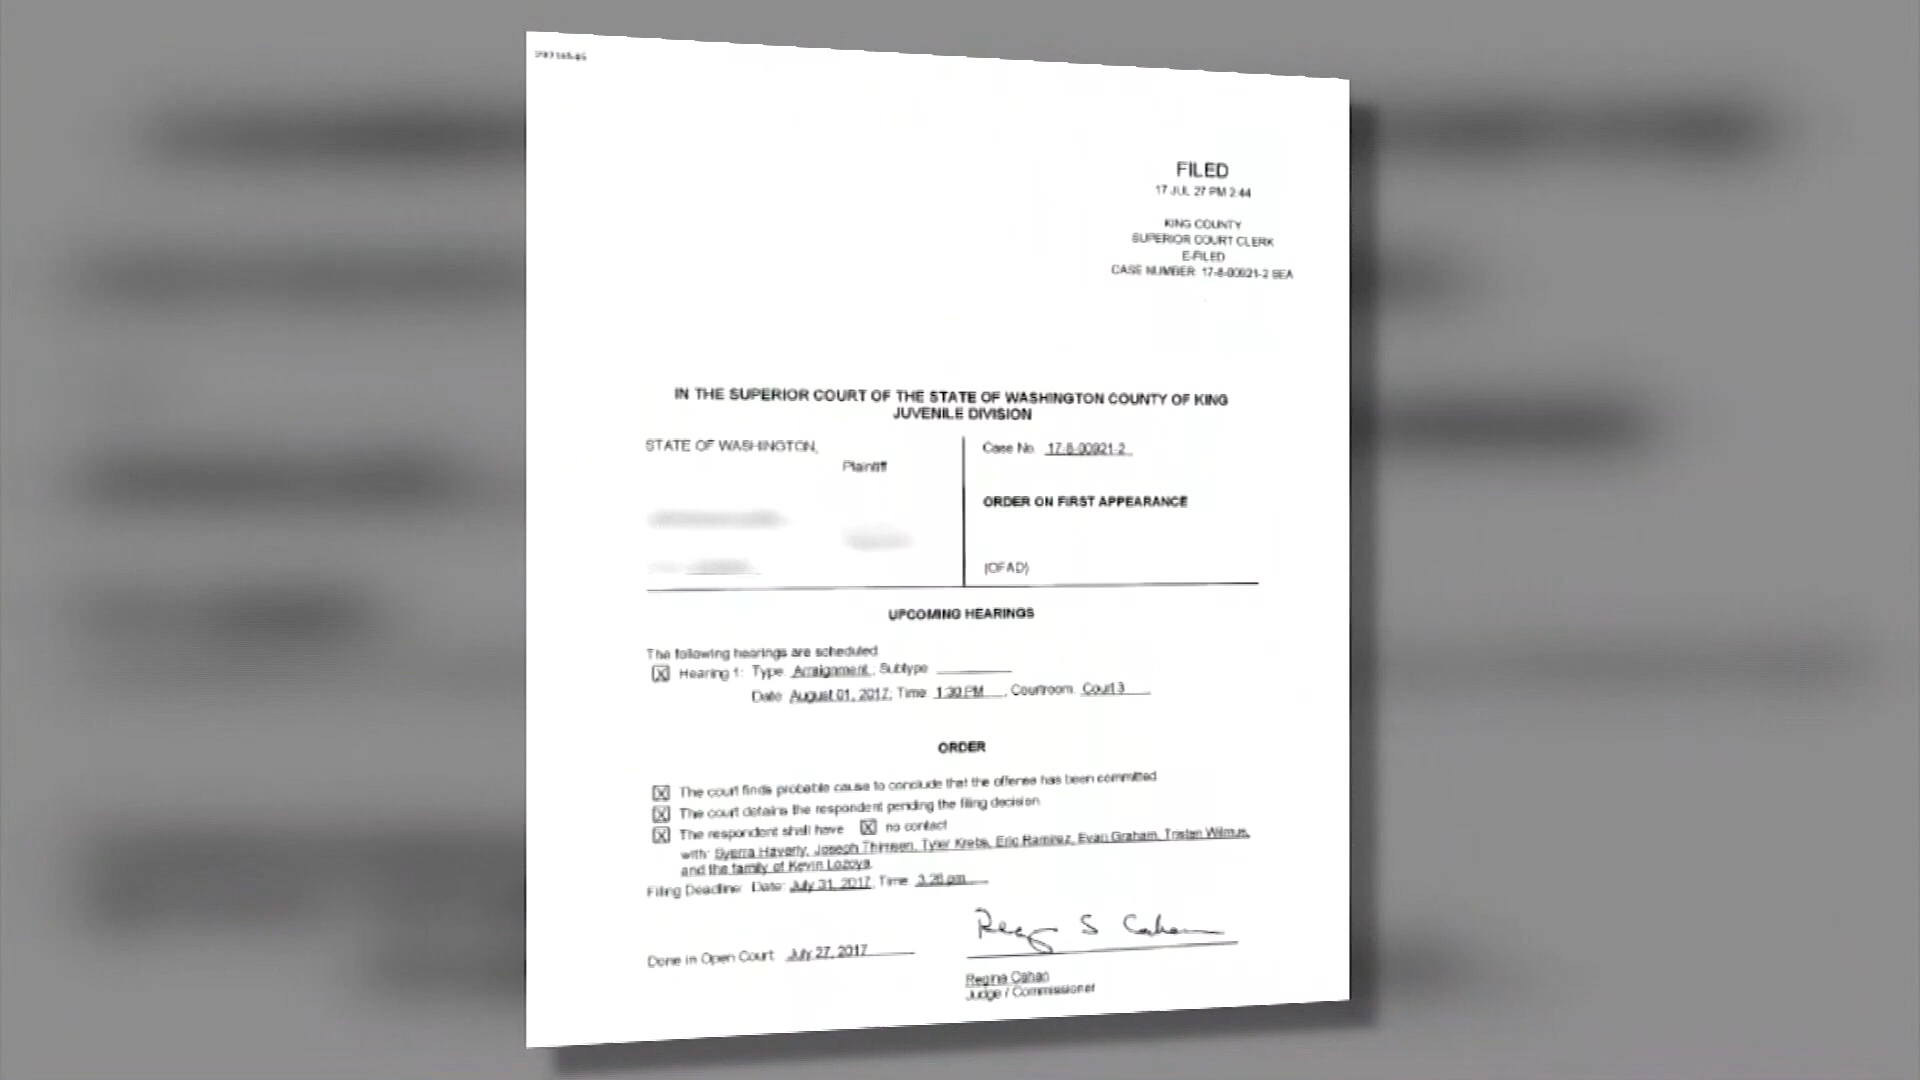 FILED
17 JUL 27 PM 2:44
KING COUNTY
SUPERIOR COURT CLERK
E-FILED
CASE NUMBER: 17-8-00921-2 SEA
IN THE SUPERIOR COURT OF THE STATE OF WASHINGTON COUNTY OF KING
JUVENILE DIVISION
STATE OF WASHINGTON,
Plaintiff
Case No. 17-8-00921-2
ORDER ON FIRST APPEARANCE
(OFAD)
UPCOMING HEARINGS
The following hearings are scheduled
Hearing 1: Type: Arraignment; Subtype
Date: August 01, 2017; Time 1:30 PM, Courtroom: Court 3
ORDER
The court finds probable cause to conclude that the offense has been committed
The court detains the respondent pending the filing decision
The respondent shall have no contact
with: Syerra Haverly, Joseph Thimsen, Tyler Krebs, Eric Ramirez, Evan Graham, Tristan Wilmus,
and the family of Kevin Lozoya.
Filing Deadline: Date: July 31, 2017; Time 3:26 pm
Regina S Cahan
Done in Open Court July 27, 2017
Regina Cahan
Judge / Commissioner